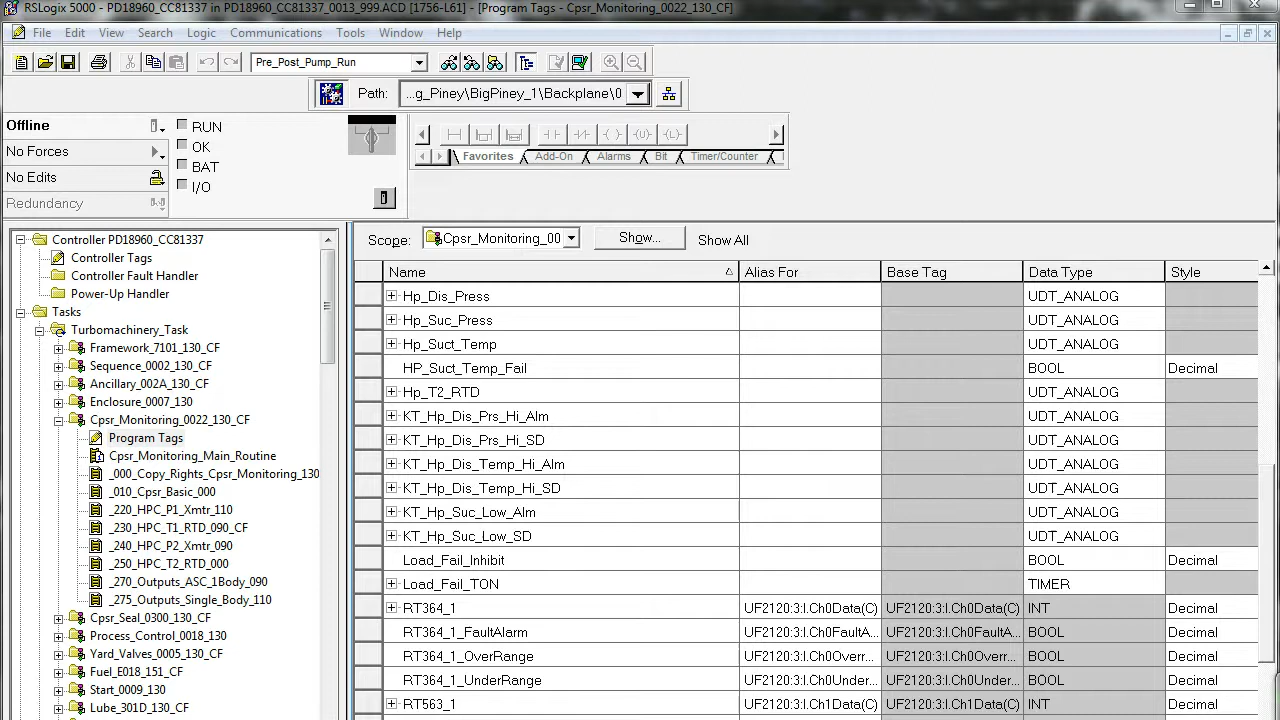 RSLogix 5000 - PD18960_CC81337 in PD18960_CC81337_0013_999.ACD [1756-L61] - [Program Tags - Cpsr_Monitoring_0022_130_CF]
File Edit View Search Logic Communications Tools Window Help
Pre_Post_Pump_Run
Path: ...g_Piney\BigPiney_1\Backplane\0
Offline
RUN
No Forces
OK
No Edits
BAT
Redundancy
I/O
Favorites Add-On Alarms Bit Timer/Counter
Controller PD18960_CC81337
Controller Tags
Controller Fault Handler
Power-Up Handler
Tasks
Turbomachinery_Task
Framework_7101_130_CF
Sequence_0002_130_CF
Ancillary_002A_130_CF
Enclosure_0007_130
Cpsr_Monitoring_0022_130_CF
Program Tags
Cpsr_Monitoring_Main_Routine
_000_Copy_Rights_Cpsr_Monitoring_130
_010_Cpsr_Basic_000
_220_HPC_P1_Xmtr_110
_230_HPC_T1_RTD_090_CF
_240_HPC_P2_Xmtr_090
_250_HPC_T2_RTD_000
_270_Outputs_ASC_1Body_090
_275_Outputs_Single_Body_110
Cpsr_Seal_0300_130_CF
Process_Control_0018_130
Yard_Valves_0005_130_CF
Fuel_E018_151_CF
Start_0009_130
Lube_301D_130_CF
Scope: Cpsr_Monitoring_00 Show... Show All
Name Alias For Base Tag Data Type Style
Hp_Dis_Press UDT_ANALOG
Hp_Suc_Press UDT_ANALOG
Hp_Suct_Temp UDT_ANALOG
HP_Suct_Temp_Fail BOOL Decimal
Hp_T2_RTD UDT_ANALOG
KT_Hp_Dis_Prs_Hi_Alm UDT_ANALOG
KT_Hp_Dis_Prs_Hi_SD UDT_ANALOG
KT_Hp_Dis_Temp_Hi_Alm UDT_ANALOG
KT_Hp_Dis_Temp_Hi_SD UDT_ANALOG
KT_Hp_Suc_Low_Alm UDT_ANALOG
KT_Hp_Suc_Low_SD UDT_ANALOG
Load_Fail_Inhibit BOOL Decimal
Load_Fail_TON TIMER
RT364_1 UF2120:3:I.Ch0Data(C) UF2120:3:I.Ch0Data(C) INT Decimal
RT364_1_FaultAlarm UF2120:3:I.Ch0FaultA... UF2120:3:I.Ch0FaultA... BOOL Decimal
RT364_1_OverRange UF2120:3:I.Ch0Overr... UF2120:3:I.Ch0Overr... BOOL Decimal
RT364_1_UnderRange UF2120:3:I.Ch0Under... UF2120:3:I.Ch0Under... BOOL Decimal
RT563_1 UF2120:3:I.Ch1Data(C) UF2120:3:I.Ch1Data(C) INT Decimal